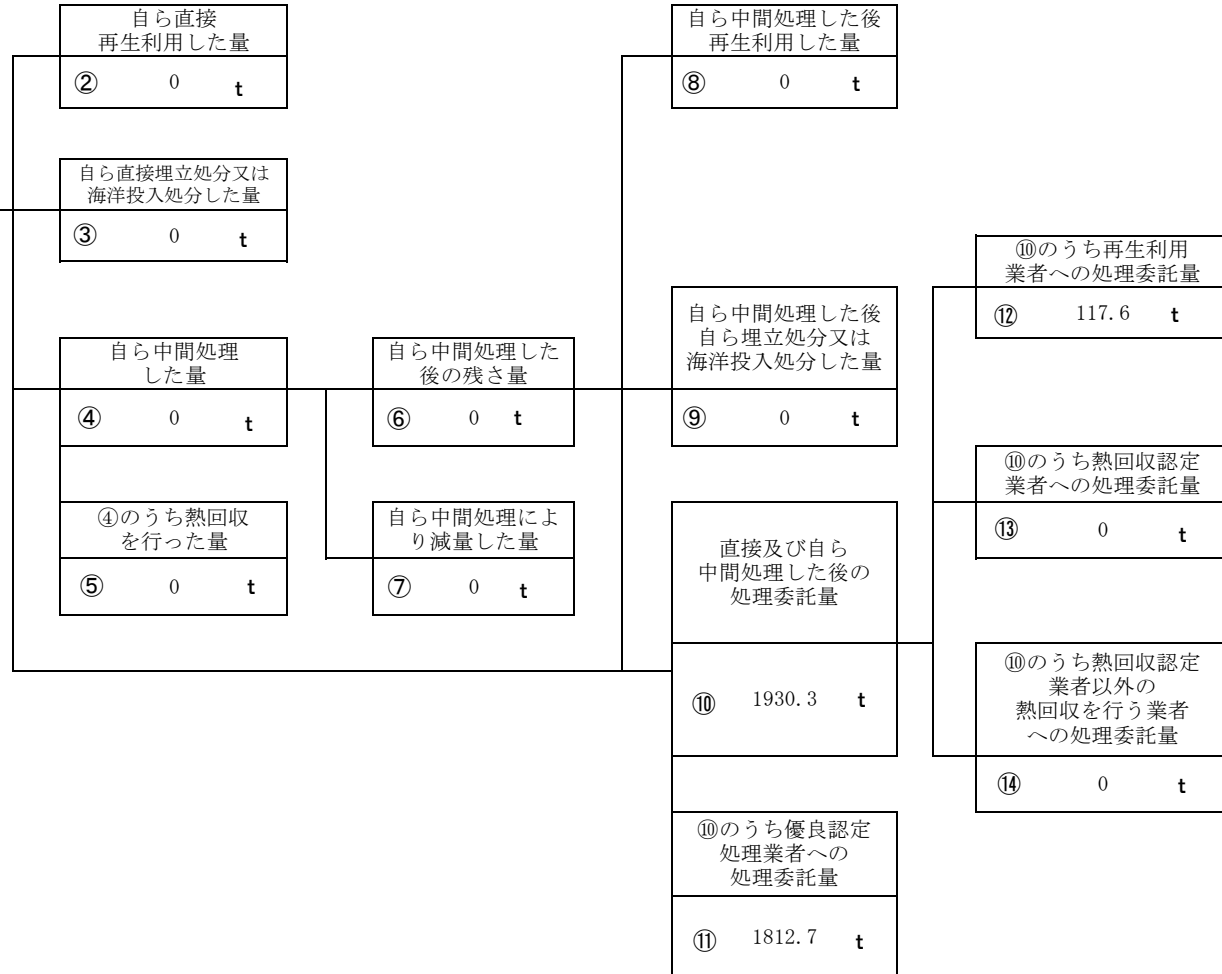 自ら直接
再生利用した量
② 0 t
自ら直接埋立処分又は
海洋投入処分した量
③ 0 t
自ら中間処理
した量
④ 0 t
④のうち熱回収
を行った量
⑤ 0 t
自ら中間処理した
後の残さ量
⑥ 0 t
自ら中間処理によ
り減量した量
⑦ 0 t
自ら中間処理した後
再生利用した量
⑧ 0 t
自ら中間処理した後
自ら埋立処分又は
海洋投入処分した量
⑨ 0 t
直接及び自ら
中間処理した後の
処理委託量
⑩ 1930.3 t
⑩のうち優良認定
処理業者への
処理委託量
⑪ 1812.7 t
⑩のうち再生利用
業者への処理委託量
⑫ 117.6 t
⑩のうち熱回収認定
業者への処理委託量
⑬ 0 t
⑩のうち熱回収認定
業者以外の
熱回収を行う業者
への処理委託量
⑭ 0 t